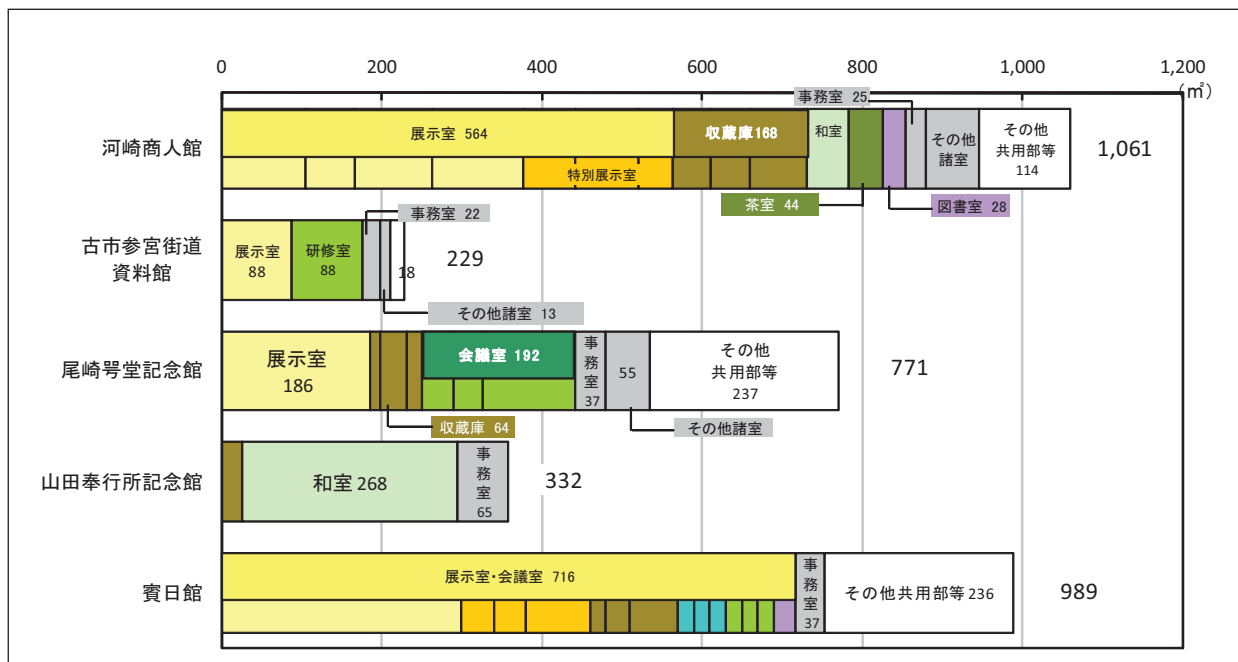 0 200 400 600 800 1,000 1,200
(㎡)
河崎商人館
展示室 564
収蔵庫168
和室
事務室 25
その他
諸室
その他
共用部等
114
1,061
特別展示室
茶室 44
図書室 28
古市参宮街道
資料館
展示室
88
研修室
88
事務室 22
18
229
その他諸室 13
尾崎咢堂記念館
展示室
186
会議室 192
事
務
室
37
55
その他
共用部等
237
771
収蔵庫 64
その他諸室
山田奉行所記念館
和室 268
事
務
室
65
332
賓日館
展示室・会議室 716
事
務
室
37
その他共用部等 236
989